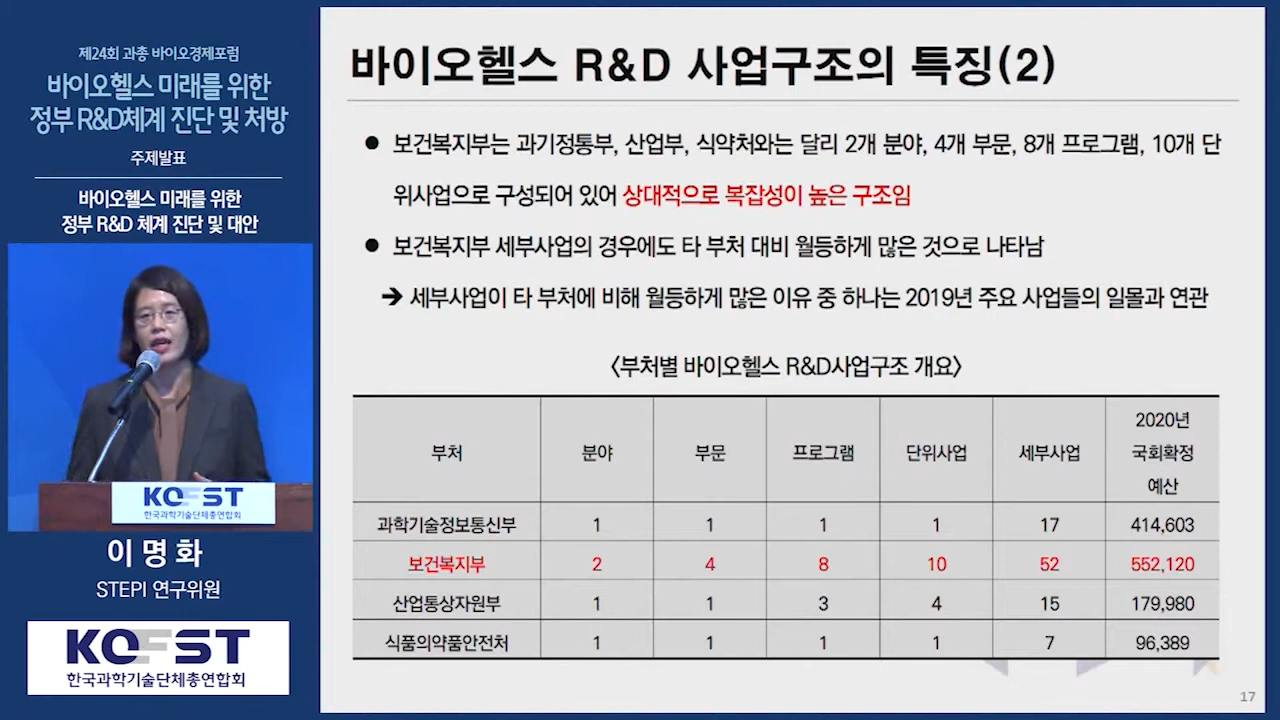 제24회 과총 바이오경제포럼
바이오헬스 미래를 위한
정부 R&D체계 진단 및 처방
주제발표
바이오헬스 미래를 위한
정부 R&D 체계 진단 및 대안
KOFST
한국과학기술단체총연합회
이 명 화
STEPI 연구위원
KOFST
한국과학기술단체총연합회
바이오헬스 R&D 사업구조의 특징(2)
● 보건복지부는 과기정통부, 산업부, 식약처와는 달리 2개 분야, 4개 부문, 8개 프로그램, 10개 단
위사업으로 구성되어 있어 상대적으로 복잡성이 높은 구조임
● 보건복지부 세부사업의 경우에도 타 부처 대비 월등하게 많은 것으로 나타남
➔ 세부사업이 타 부처에 비해 월등하게 많은 이유 중 하나는 2019년 주요 사업들의 일몰과 연관
<부처별 바이오헬스 R&D사업구조 개요>
부처 분야 부문 프로그램 단위사업 세부사업 2020년
국회확정
예산
과학기술정보통신부 1 1 1 1 17 414,603
보건복지부 2 4 8 10 52 552,120
산업통상자원부 1 1 3 4 15 179,980
식품의약품안전처 1 1 1 1 7 96,389
17